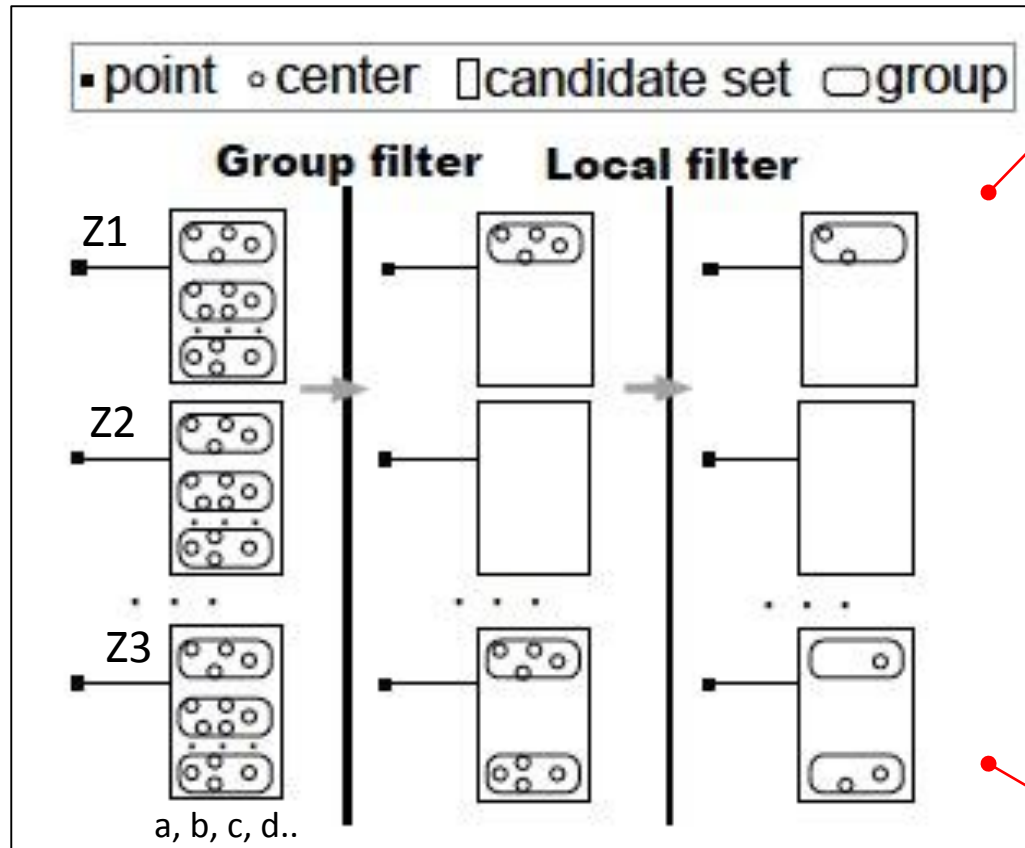 point center candidate set group
Group filter Local filter
Z1
Z2
. . . . . . . . .
Z3
a, b, c, d..